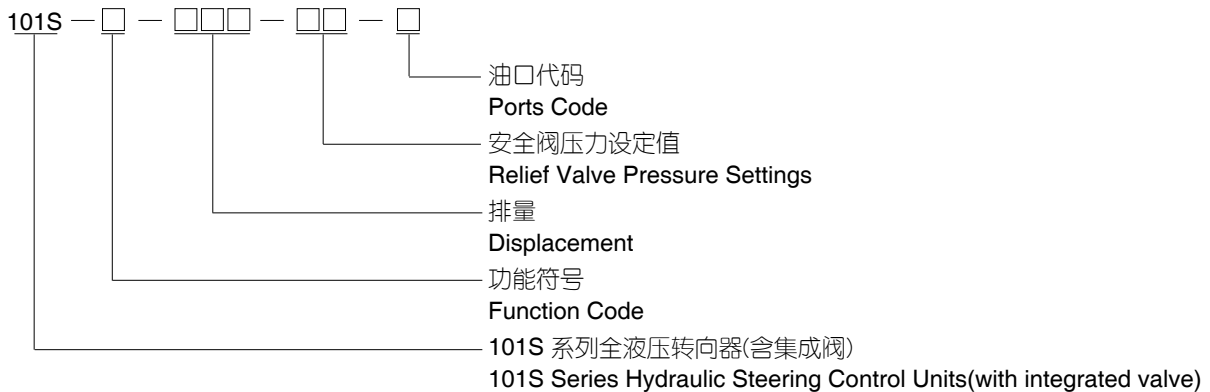 101S — □ — □□□ — □□ — □
油口代码
Ports Code
安全阀压力设定值
Relief Valve Pressure Settings
排量
Displacement
功能符号
Function Code
101S 系列全液压转向器(含集成阀)
101S Series Hydraulic Steering Control Units(with integrated valve)